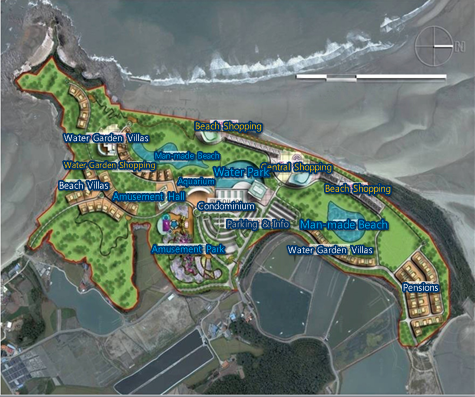 Beach Shopping
Water Garden Villas
Man-made Beach
Water Garden Shopping
Central Shopping
Water Park
Aquarium
Beach Villas
Beach Shopping
Amusement Hall
Condominium
Parking & Info
Man-made Beach
Amusement Park
Water Garden Villas
Pensions